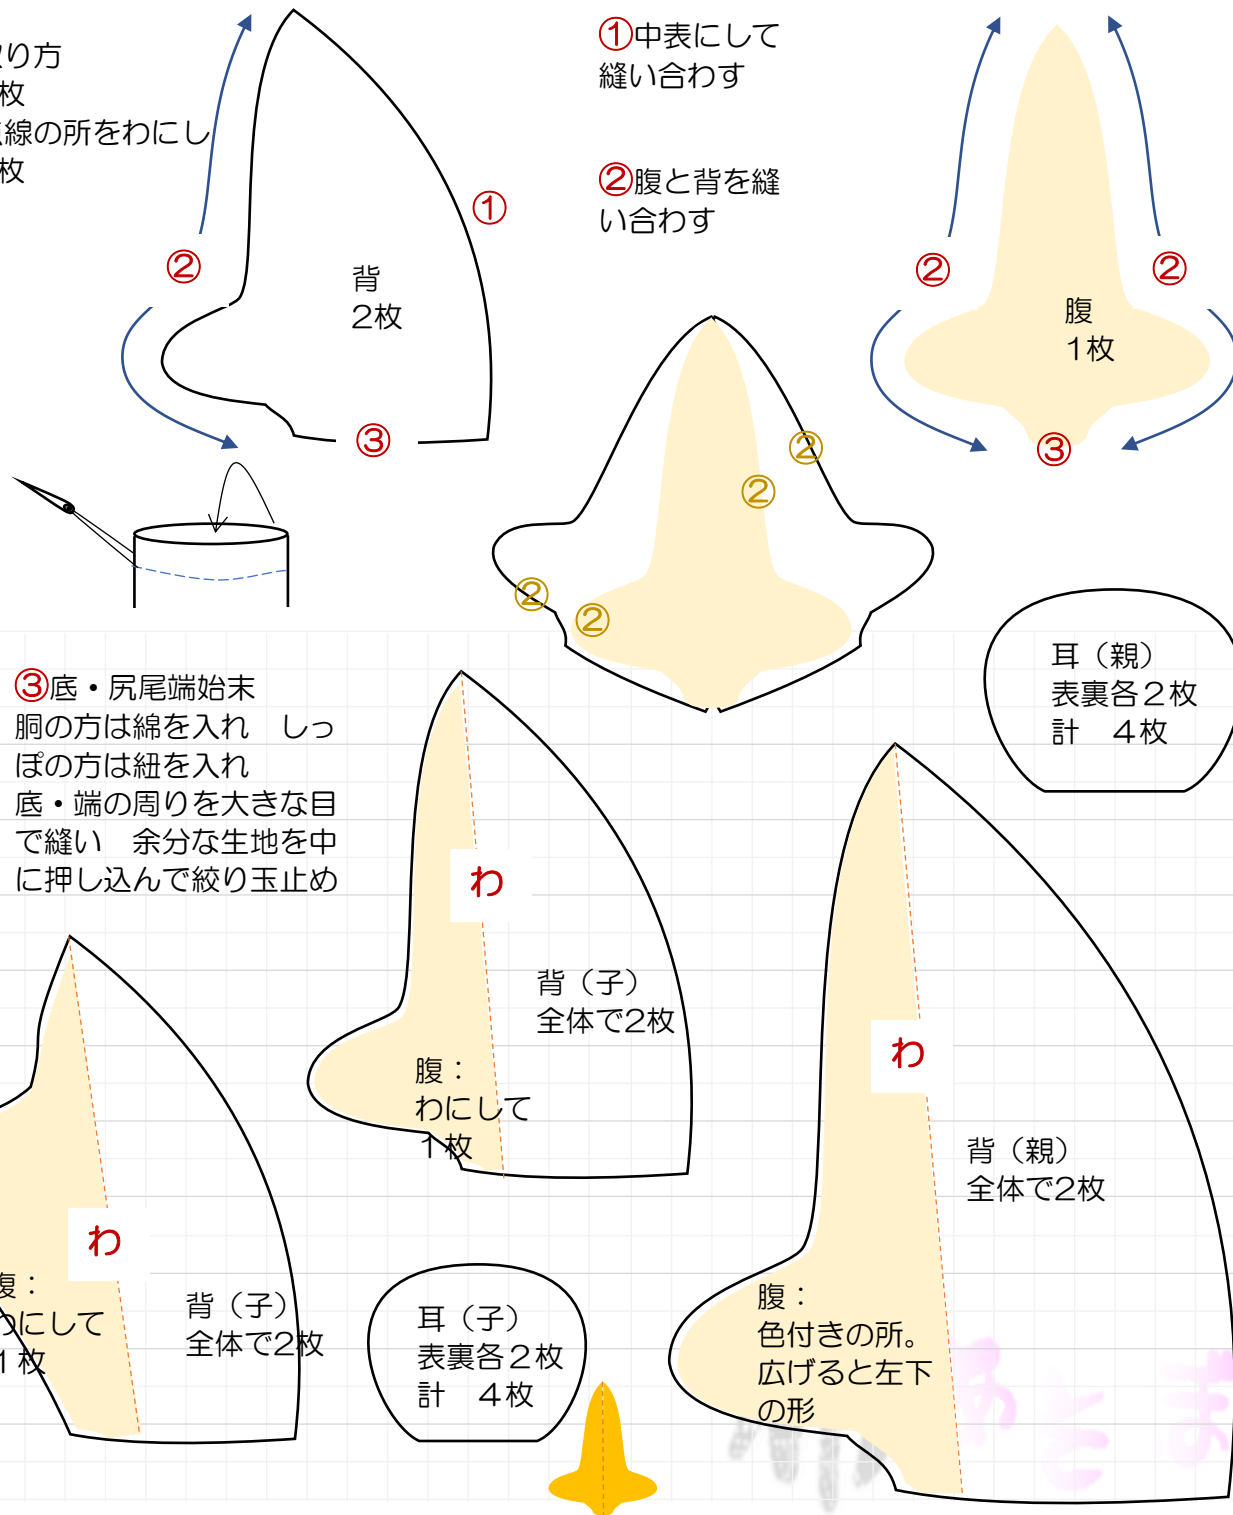 り方
枚
線の所をわにし
枚
①
②
背
2枚
③
①中表にして
縫い合わす
②腹と背を縫
い合わす
②
②
腹
1枚
③
②
②
②
②
耳（親）
表裏各２枚
計　４枚
③底・尻尾端始末
胴の方は綿を入れ　しっ
ぽの方は紐を入れ
底・端の周りを大きな目
で縫い　余分な生地を中
に押し込んで絞り玉止め
わ
背（子）
全体で2枚
腹：
わにして
１枚
わ
背（親）
全体で2枚
腹：
色付きの所。
広げると左下
の形
わ
腹：
わにして
１枚
背（子）
全体で2枚
耳（子）
表裏各２枚
計　４枚